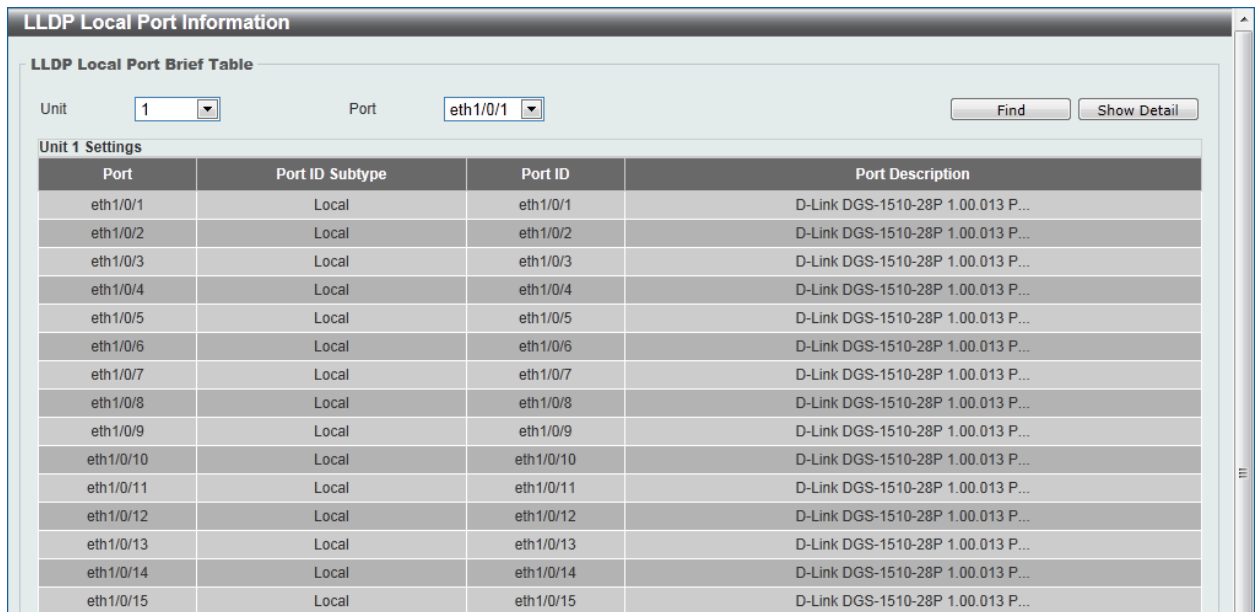 LLDP Local Port Information
LLDP Local Port Brief Table
Unit 1 Port eth1/0/1 Find Show Detail
Unit 1 Settings
Port Port ID Subtype Port ID Port Description
eth1/0/1 Local eth1/0/1 D-Link DGS-1510-28P 1.00.013 P...
eth1/0/2 Local eth1/0/2 D-Link DGS-1510-28P 1.00.013 P...
eth1/0/3 Local eth1/0/3 D-Link DGS-1510-28P 1.00.013 P...
eth1/0/4 Local eth1/0/4 D-Link DGS-1510-28P 1.00.013 P...
eth1/0/5 Local eth1/0/5 D-Link DGS-1510-28P 1.00.013 P...
eth1/0/6 Local eth1/0/6 D-Link DGS-1510-28P 1.00.013 P...
eth1/0/7 Local eth1/0/7 D-Link DGS-1510-28P 1.00.013 P...
eth1/0/8 Local eth1/0/8 D-Link DGS-1510-28P 1.00.013 P...
eth1/0/9 Local eth1/0/9 D-Link DGS-1510-28P 1.00.013 P...
eth1/0/10 Local eth1/0/10 D-Link DGS-1510-28P 1.00.013 P...
eth1/0/11 Local eth1/0/11 D-Link DGS-1510-28P 1.00.013 P...
eth1/0/12 Local eth1/0/12 D-Link DGS-1510-28P 1.00.013 P...
eth1/0/13 Local eth1/0/13 D-Link DGS-1510-28P 1.00.013 P...
eth1/0/14 Local eth1/0/14 D-Link DGS-1510-28P 1.00.013 P...
eth1/0/15 Local eth1/0/15 D-Link DGS-1510-28P 1.00.013 P...